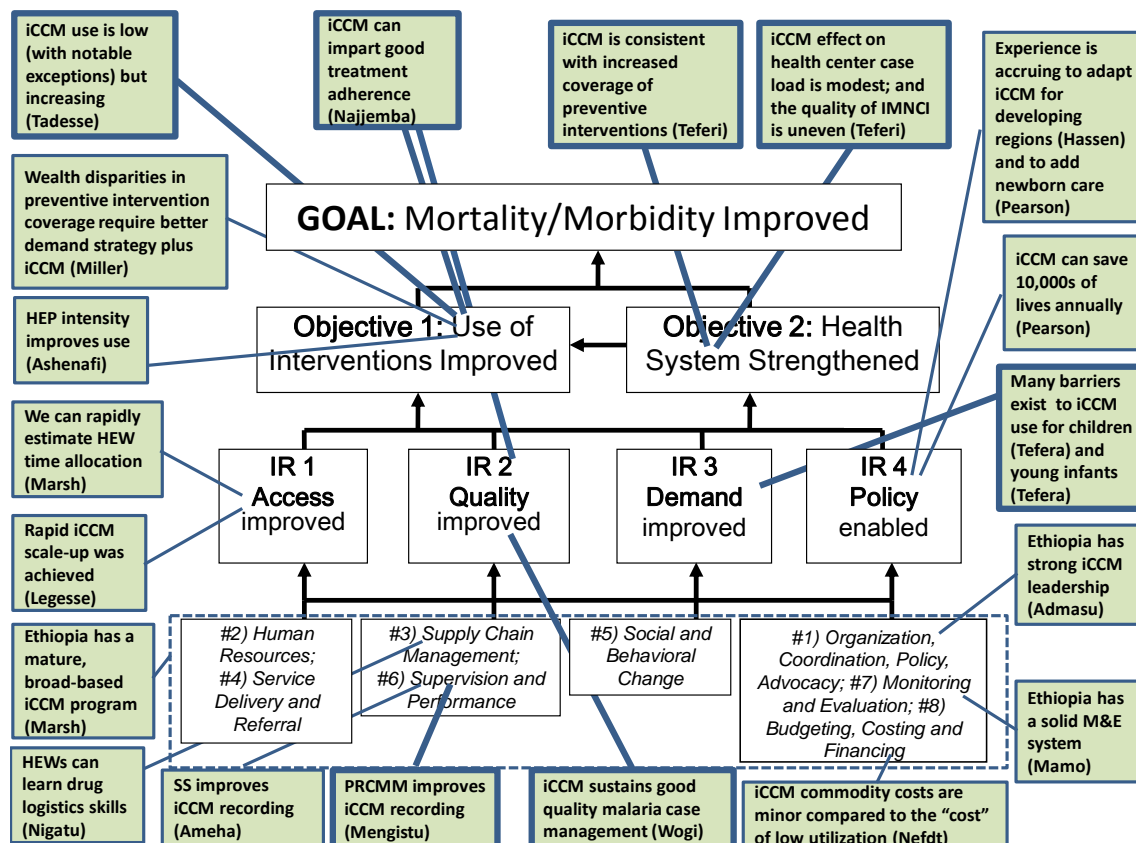 iCCM use is low
(with notable
exceptions) but
increasing
(Tadesse)
iCCM can
impart good
treatment
adherence
(Najjemba)
iCCM is consistent
with increased
coverage of
preventive
interventions (Teferi)
iCCM effect on
health center case
load is modest; and
the quality of IMNCI
is uneven (Teferi)
Experience is
accruing to adapt
iCCM for
developing
regions (Hassen)
and to add
newborn care
(Pearson)
Wealth disparities in
preventive intervention
coverage require better
demand strategy plus
iCCM (Miller)
GOAL: Mortality/Morbidity Improved
iCCM can save
10,000s of
lives annually
(Pearson)
HEP intensity
improves use
(Ashenafi)
Objective 1: Use of
Interventions Improved
Objective 2: Health
System Strengthened
Many barriers
exist to iCCM
use for children
(Tefera) and
young infants
(Tefera)
We can rapidly
estimate HEW
time allocation
(Marsh)
IR 1
Access
improved
IR 2
Quality
improved
IR 3
Demand
improved
IR 4
Policy
enabled
Rapid iCCM
scale-up was
achieved
(Legesse)
Ethiopia has
strong iCCM
leadership
(Admasu)
Ethiopia has a
mature,
broad-based
iCCM program
(Marsh)
#2) Human
Resources;
#4) Service
Delivery and
Referral
#3) Supply Chain
Management;
#6) Supervision and
Performance
#5) Social and
Behavioral
Change
#1) Organization,
Coordination, Policy,
Advocacy; #7) Monitoring
and Evaluation; #8)
Budgeting, Costing and
Financing
Ethiopia has
a solid M&E
system
(Mamo)
HEWs can
learn drug
logistics skills
(Nigatu)
SS improves
iCCM recording
(Ameha)
PRCMM improves
iCCM recording
(Mengistu)
iCCM sustains good
quality malaria case
management (Wogi)
iCCM commodity costs are
minor compared to the “cost”
of low utilization (Nefdt)